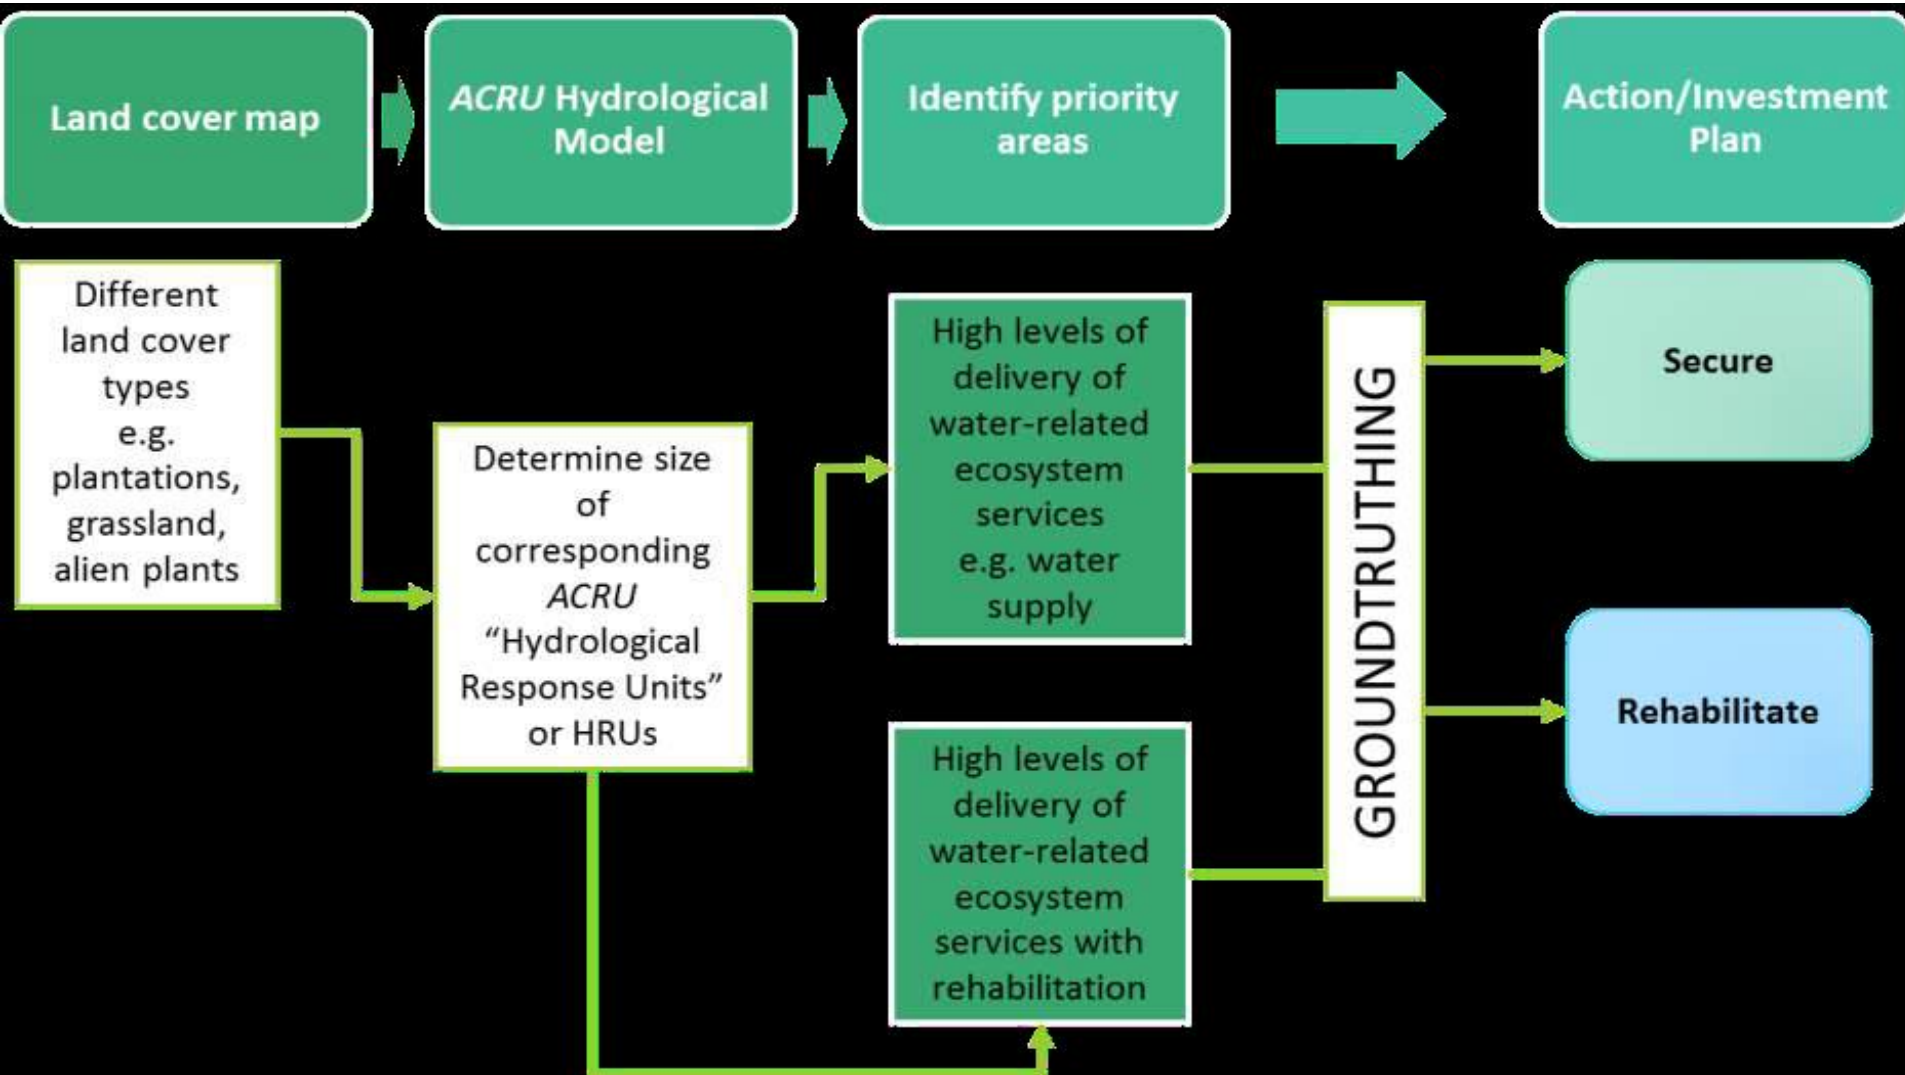 Land cover map
ACRU Hydrological
Model
Identify priority
areas
Action/Investment
Plan
Different
land cover
types
e.g.
plantations,
grassland,
alien plants
Determine size
of
corresponding
ACRU
“Hydrological
Response Units”
or HRUs
High levels of
delivery of
water-related
ecosystem
services
e.g. water
supply
High levels of
delivery of
water-related
ecosystem
services with
rehabilitation
GROUNDTRUTHING
Secure
Rehabilitate